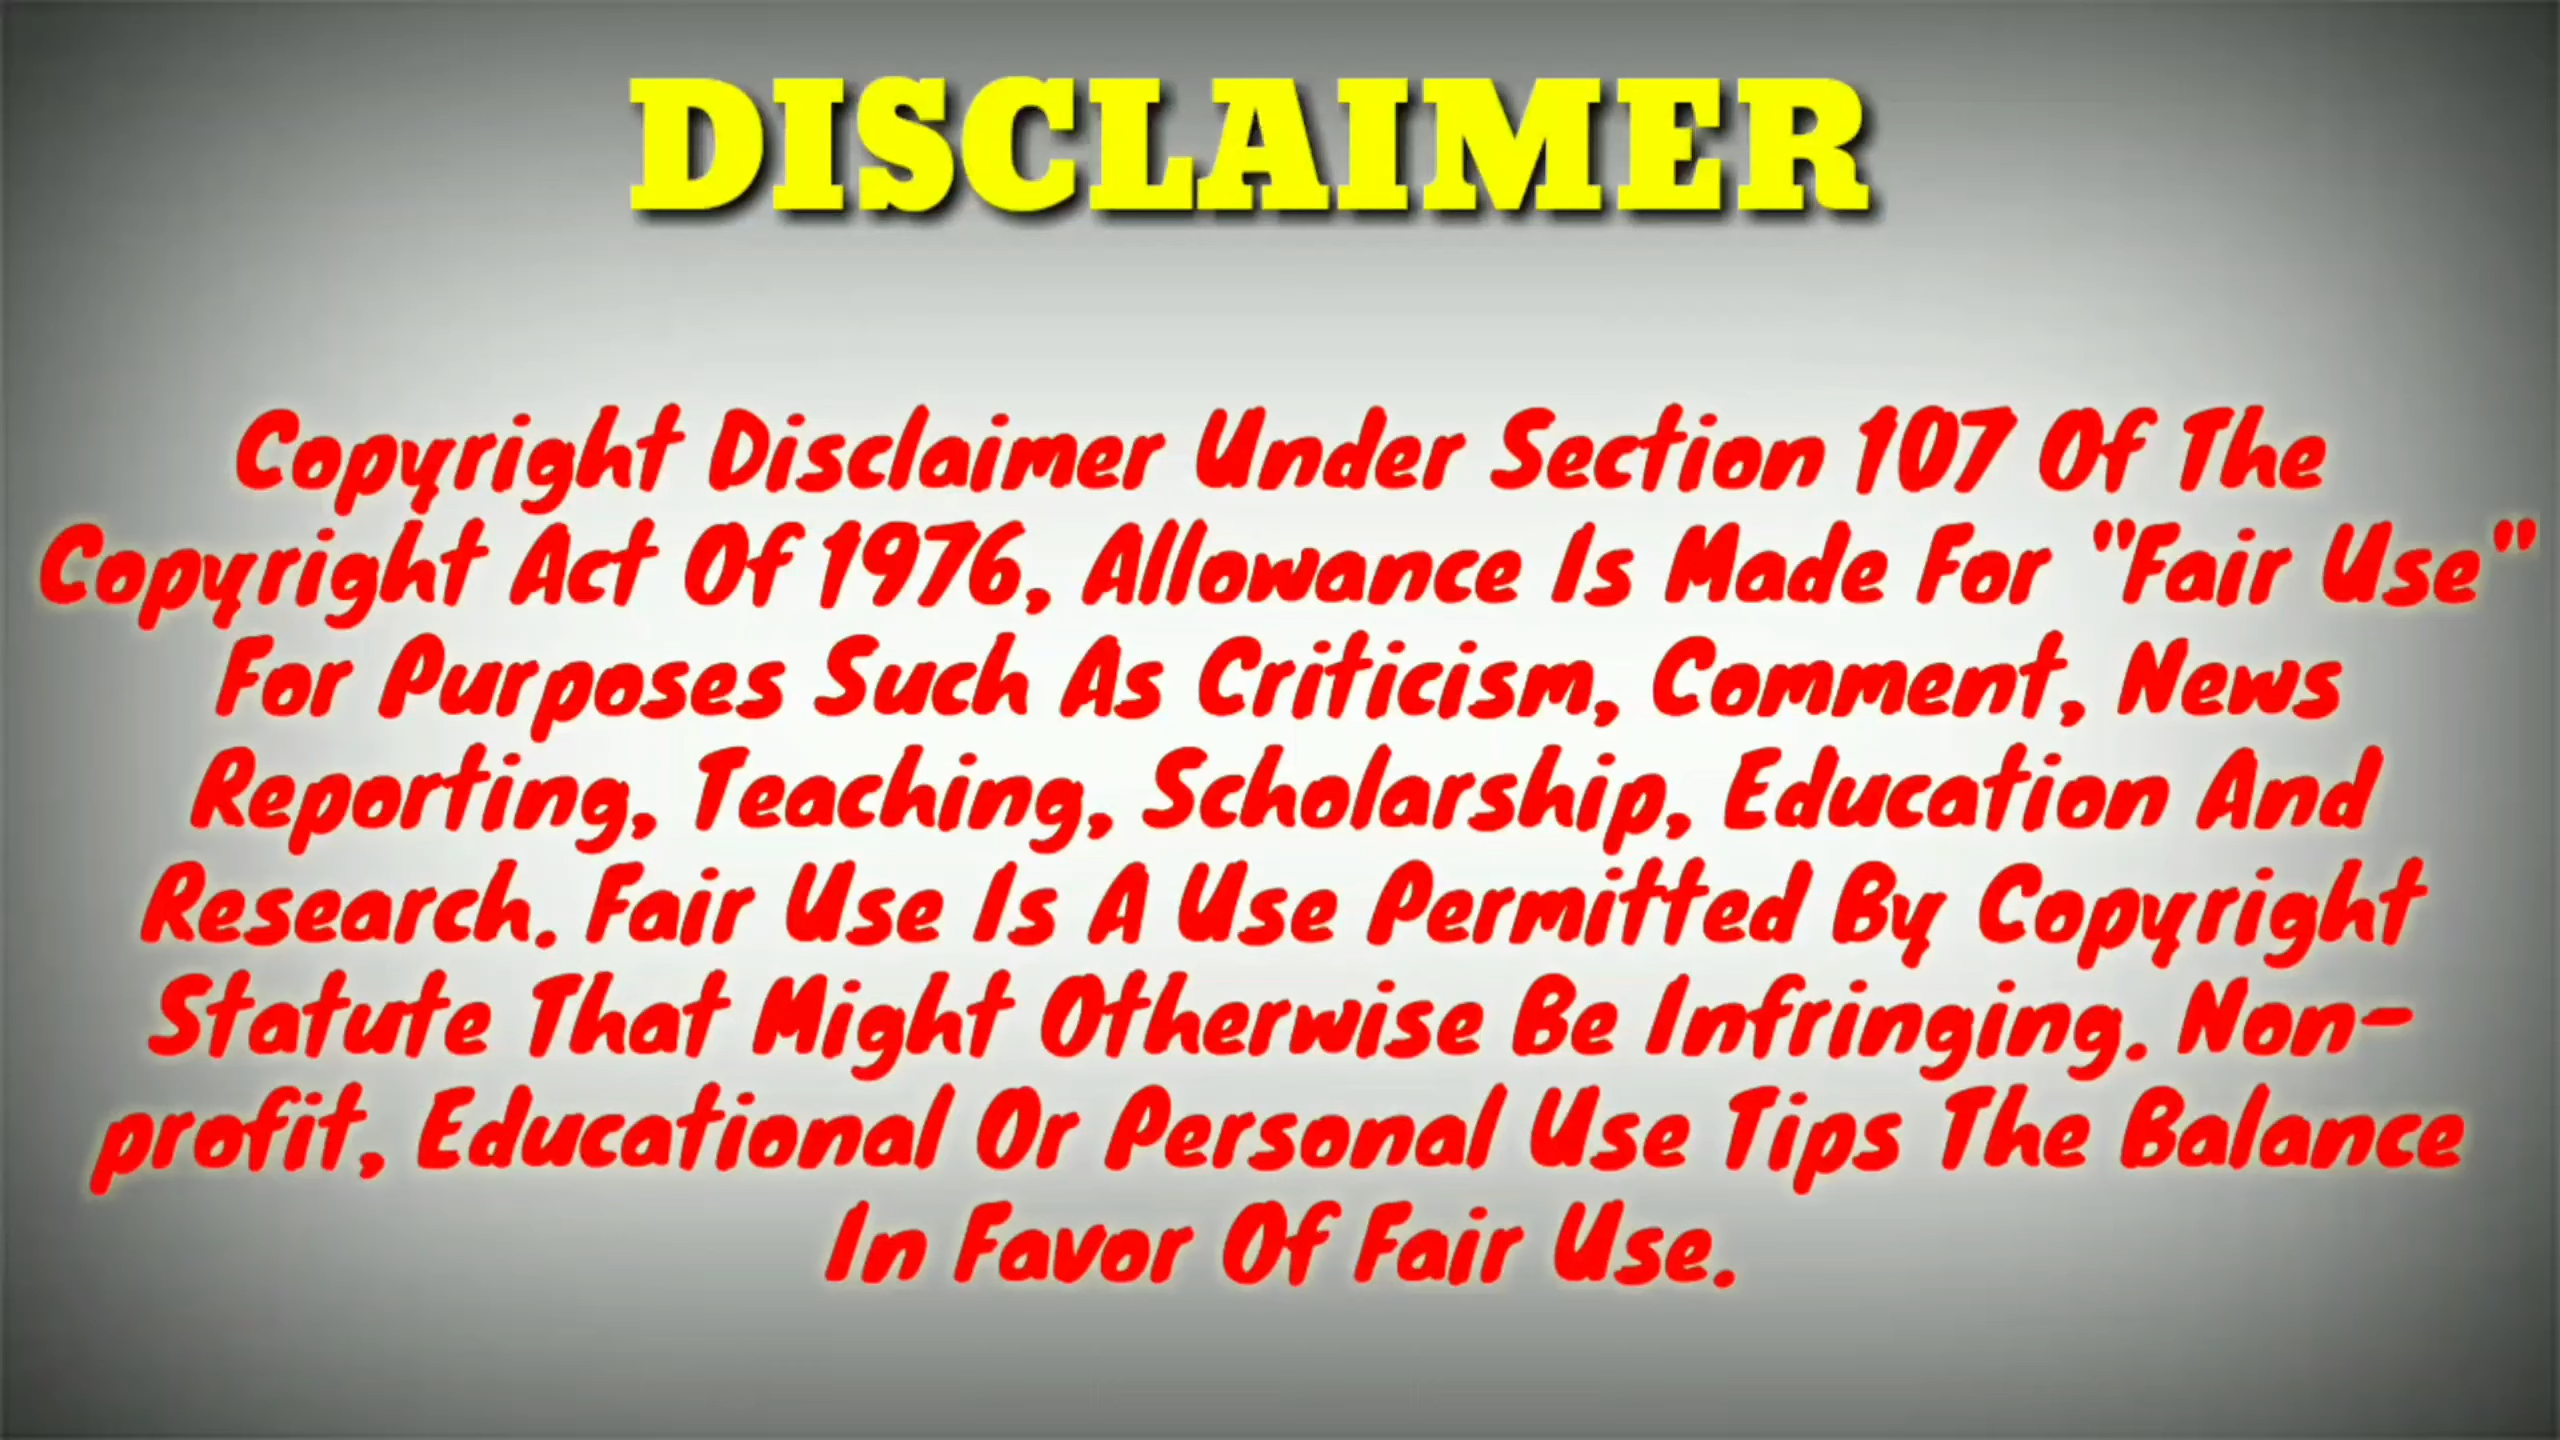 DISCLAIMER
Copyright Disclaimer Under Section 107 Of The
Copyright Act Of 1976, Allowance Is Made For "Fair Use"
For Purposes Such As Criticism, Comment, News
Reporting, Teaching, Scholarship, Education And
Research. Fair Use Is A Use Permitted By Copyright
Statute That Might Otherwise Be Infringing. Non-
profit, Educational Or Personal Use Tips The Balance
In Favor Of Fair Use.